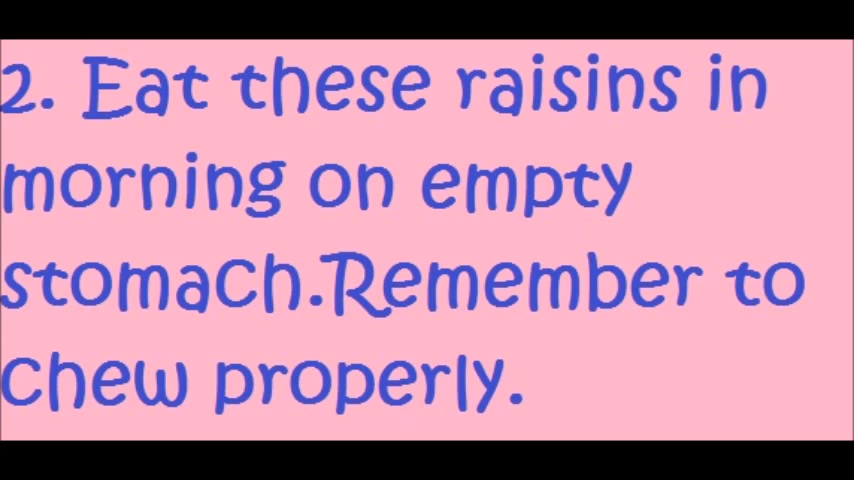 2. Eat these raisins in
morning on empty
stomach.Remember to
chew properly.